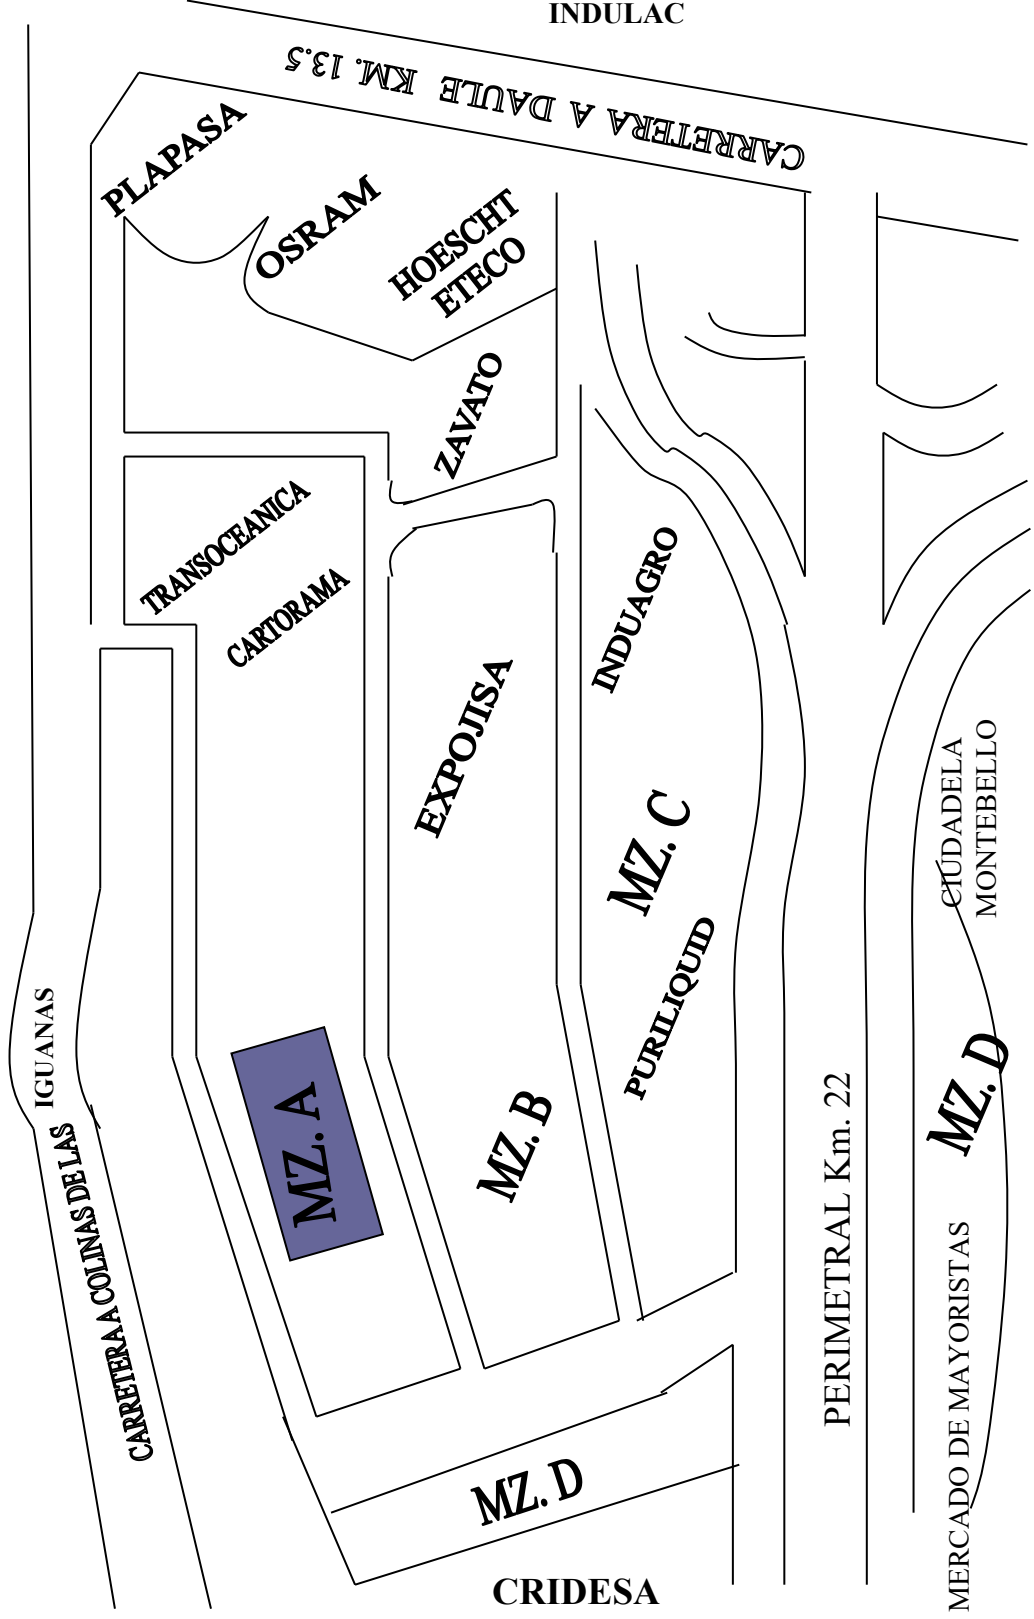 INDULAC
CARRETERA A DAULE KM. 13.5
PLAPASA
OSRAM
HOESCHT
ETECO
ZAVATO
TRANSOCEANICA
CARTORAMA
INDUAGRO
EXPOJISA
MZ. C
CIUDADELA
MONTEBELLO
PURILIQUID
CARRETERA A COLINAS DE LAS
IGUANAS
MZ. A
MZ. B
MZ. D
PERIMETRAL Km. 22
MERCADO DE MAYORISTAS
MZ. D
CRIDESA